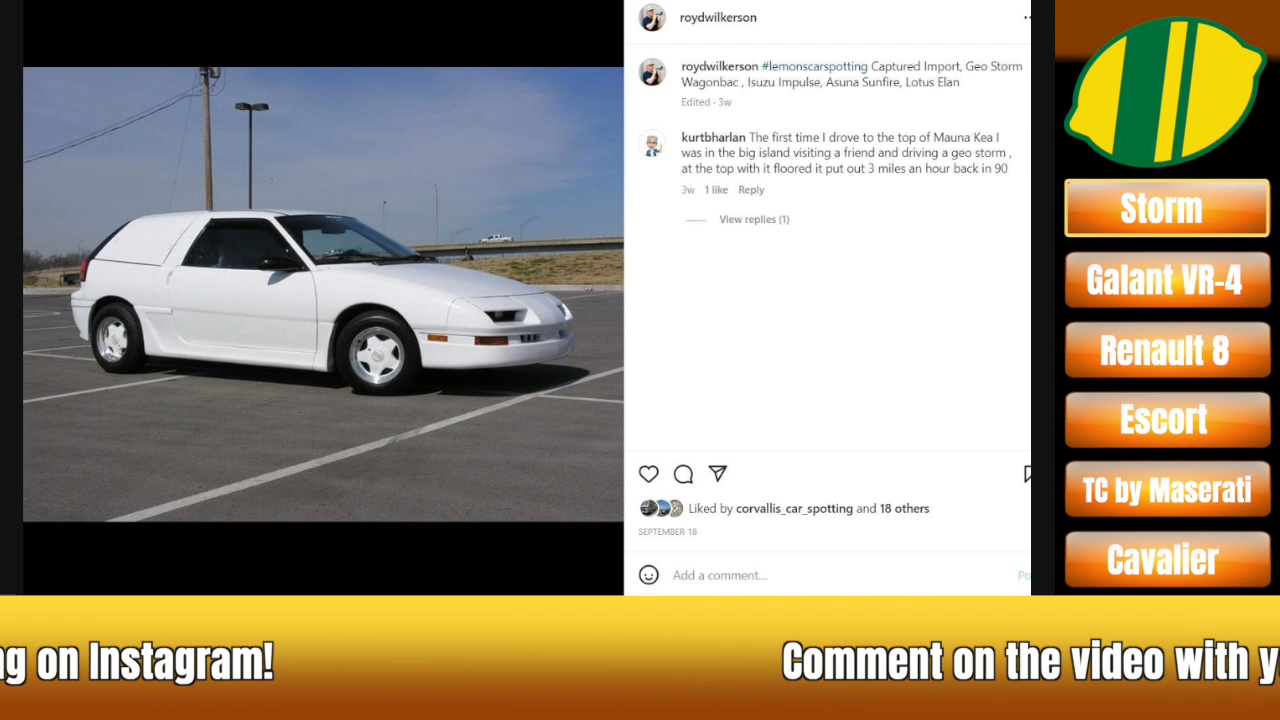 roydwilkerson
roydwilkerson #lemonscarspotting Captured Import, Geo Storm
Wagonbac , Isuzu Impulse, Asuna Sunfire, Lotus Elan
Edited · 3w
kurtbharlan The first time I drove to the top of Mauna Kea I
was in the big island visiting a friend and driving a geo storm ,
at the top with it floored it put out 3 miles an hour back in 90
3w 1 like Reply
View replies (1)
Liked by corvallis_car_spotting and 18 others
SEPTEMBER 18
Add a comment...
Po
Storm
Galant VR-4
Renault 8
Escort
TC by Maserati
Cavalier
ng on Instagram!
Comment on the video with y